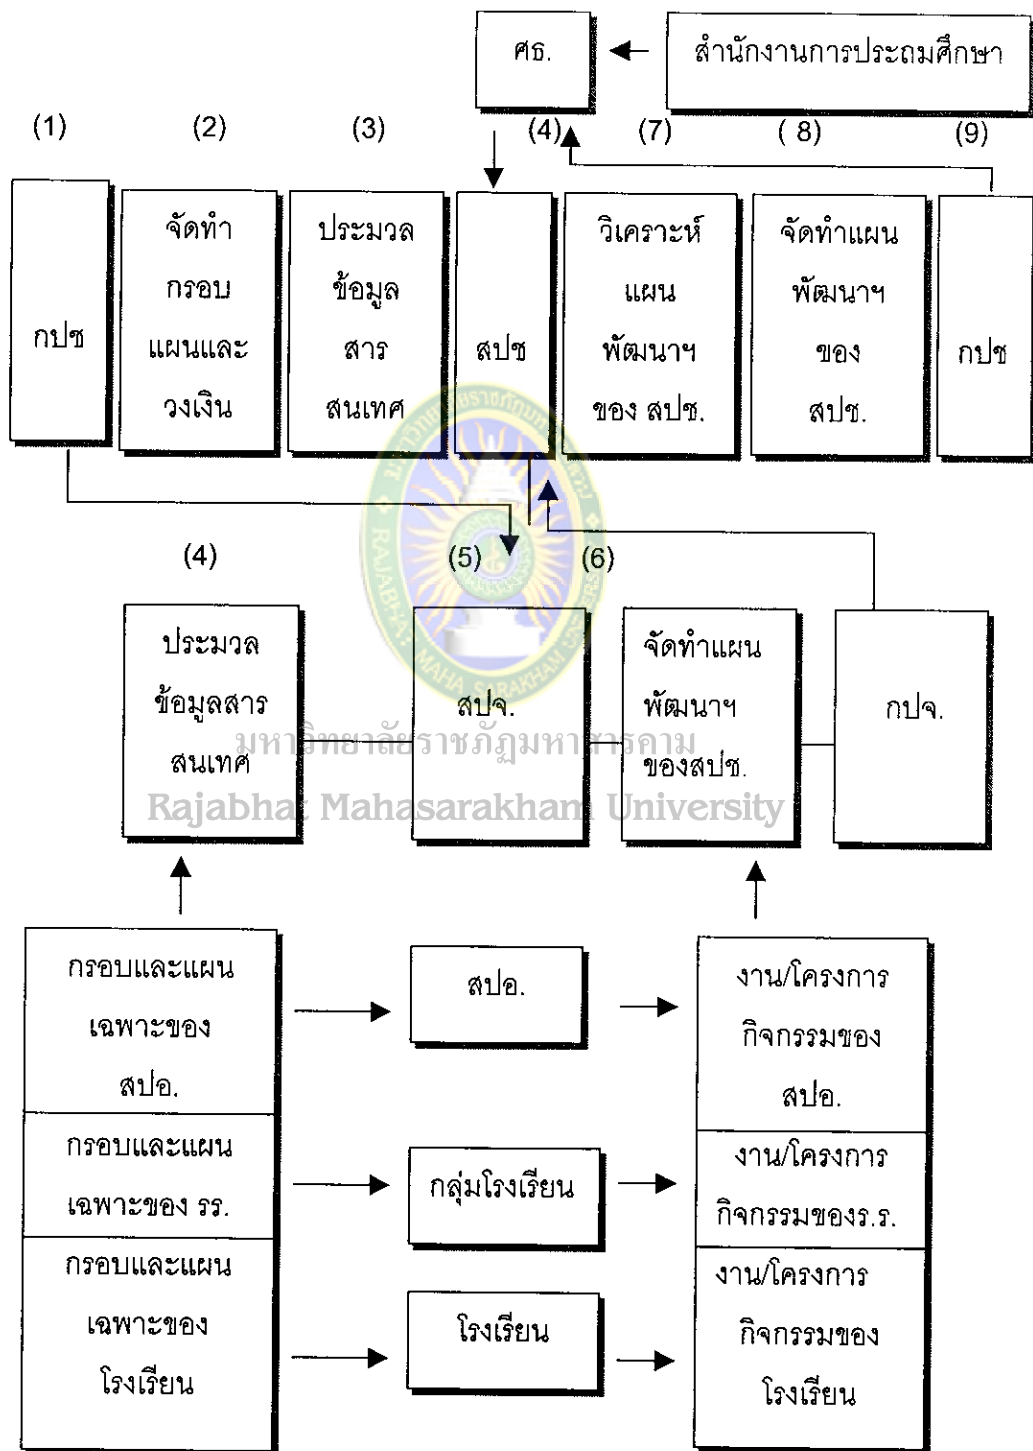 ศธ.
สำนักงานการประถมศึกษา
(1)
(2)
(3)
(4)
(7)
( 8)
(9)
กปช
จัดทำ
กรอบ
แผนและ
วงเงิน
ประมวล
ข้อมูล
สาร
สนเทศ
สปช
วิเคราะห์
แผน
พัฒนาฯ
ของ สปช.
จัดทำแผน
พัฒนาฯ
ของ
สปช.
กปช
(4)
(5)
(6)
ประมวล
ข้อมูลสาร
สนเทศ
สปจ.
จัดทำแผน
พัฒนาฯ
ของสปช.
กปจ.
มหาวิทยาลัยราชภัฏมหาสารคาม
Rajabhat Mahasarakham University
กรอบและแผน
เฉพาะของ
สปอ.
สปอ.
งาน/โครงการ
กิจกรรมของ
สปอ.
กรอบและแผน
เฉพาะของ รร.
กลุ่มโรงเรียน
งาน/โครงการ
กิจกรรมของร.ร.
กรอบและแผน
เฉพาะของ
โรงเรียน
โรงเรียน
งาน/โครงการ
กิจกรรมของ
โรงเรียน